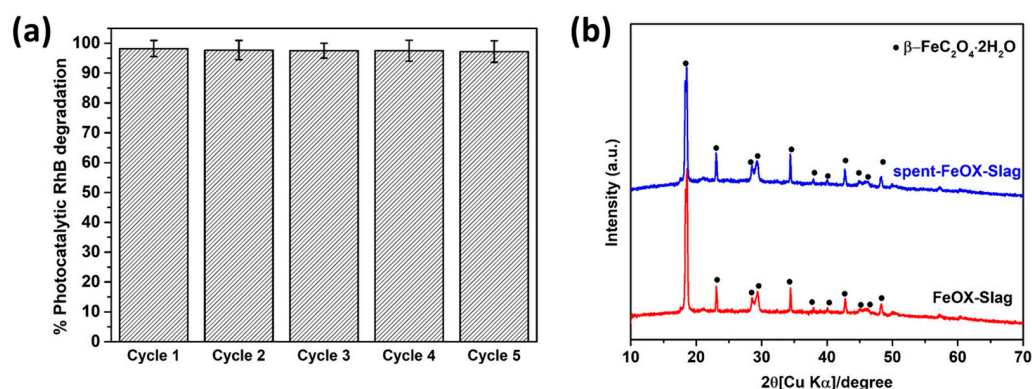 (a)
% Photocatalytic RhB degradation
100
90
80
70
60
50
40
30
20
10
0
Cycle 1 Cycle 2 Cycle 3 Cycle 4 Cycle 5
(b)
Intensity (a.u.)
• β–FeC₂O₄·2H₂O
spent-FeOX-Slag
FeOX-Slag
10 20 30 40 50 60 70
2θ[Cu Kα]/degree